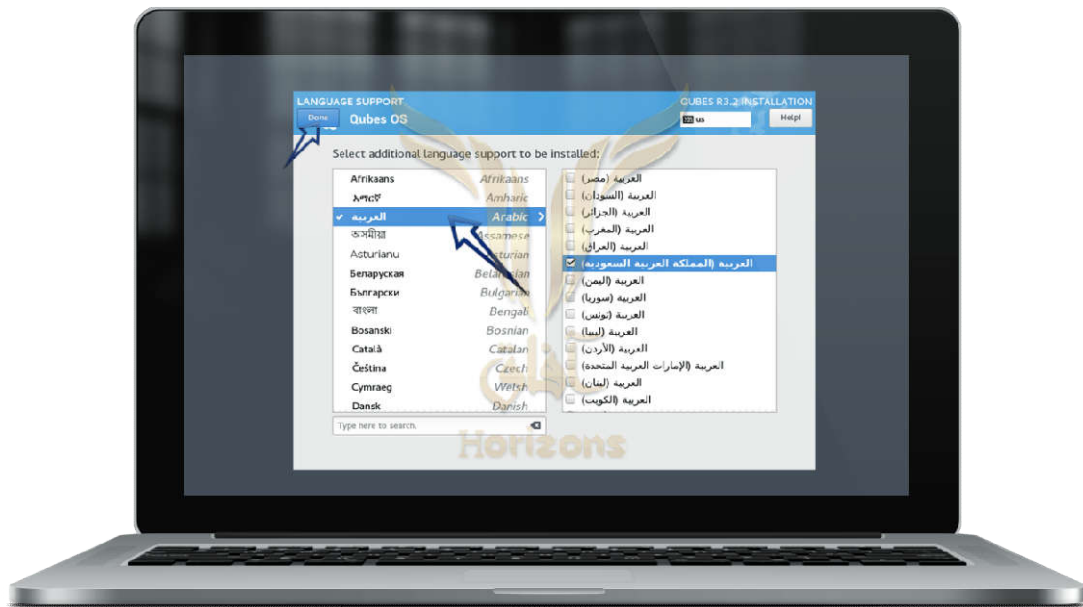 LANGUAGE SUPPORT
QUBES R3.2 INSTALLATION
Done
Qubes OS
us
Help!
Select additional language support to be installed:
Afrikaans Afrikaans
አማርኛ Amharic
العربية Arabic
অসমীয়া Assamese
Asturianu Asturian
Беларуская Belarusian
Български Bulgarian
বাংলা Bengali
Bosanski Bosnian
Català Catalan
Čeština Czech
Cymraeg Welsh
Dansk Danish
Type here to search.
العربية (مصر)
العربية (السودان)
العربية (الجزائر)
العربية (المغرب)
العربية (العراق)
العربية (المملكة العربية السعودية)
العربية (اليمن)
العربية (سوريا)
العربية (تونس)
العربية (ليبيا)
العربية (الأردن)
العربية (الإمارات العربية المتحدة)
العربية (لبنان)
العربية (الكويت)
آفاق
Horizons